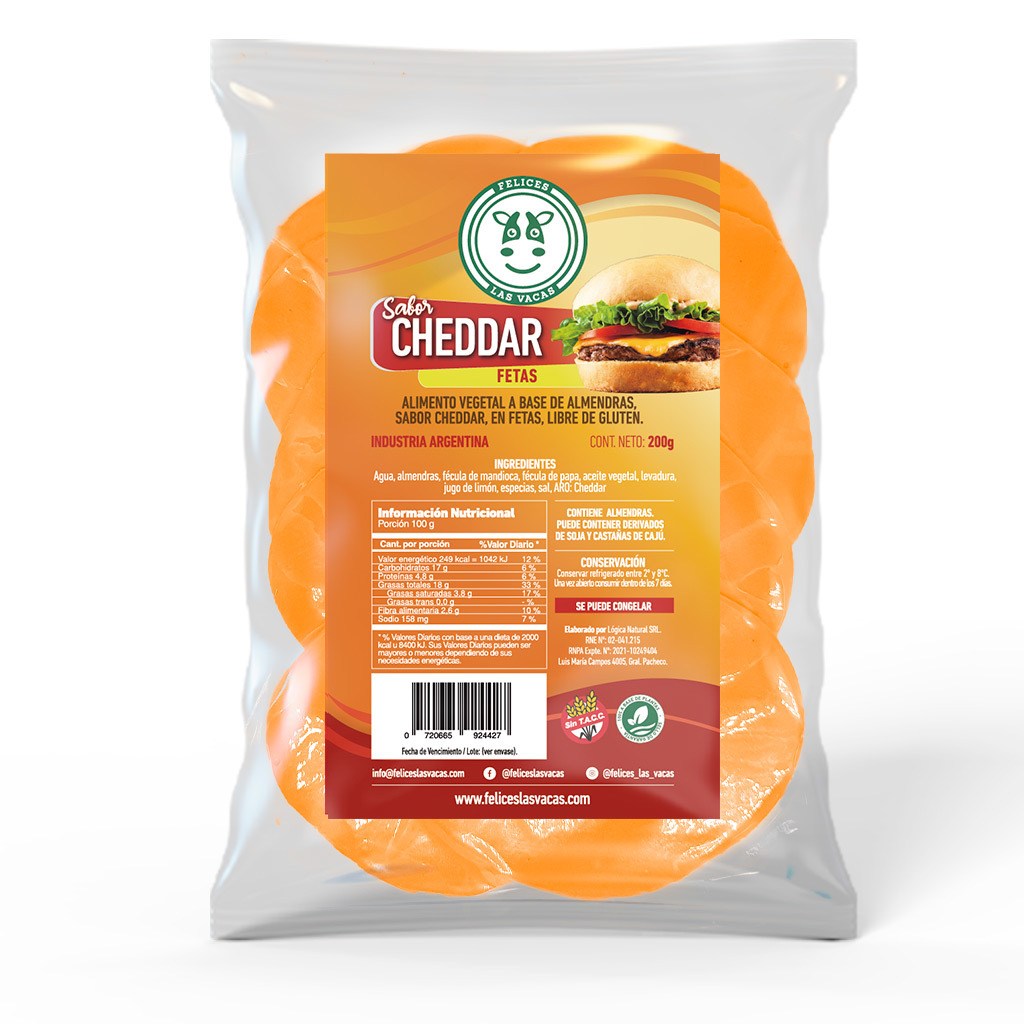 FELICES
LAS VACAS
Sabor
CHEDDAR
FETAS
ALIMENTO VEGETAL A BASE DE ALMENDRAS,
SABOR CHEDDAR, EN FETAS, LIBRE DE GLUTEN.
INDUSTRIA ARGENTINA
CONT. NETO: 200g
INGREDIENTES
Agua, almendras, fécula de mandioca, fécula de papa, aceite vegetal, levadura,
jugo de limón, especias, sal, ARO: Cheddar
Información Nutricional
Porción 100 g
Cant. por porción %Valor Diario *
Valor energético 249 kcal = 1042 kJ 12 %
Carbohidratos 17 g 6 %
Proteínas 4,8 g 6 %
Grasas totales 18 g 33 %
Grasas saturadas 3.8 g 17 %
Grasas trans 0,0 g - %
Fibra alimentaria 2.6 g 10 %
Sodio 158 mg 7 %
* % Valores Diarios con base a una dieta de 2000
kcal u 8400 kJ. Sus Valores Diarios pueden ser
mayores o menores dependiendo de sus
necesidades energéticas.
CONTIENE ALMENDRAS.
PUEDE CONTENER DERIVADOS
DE SOJA Y CASTAÑAS DE CAJÚ.
CONSERVACIÓN
Conservar refrigerado entre 2° y 8°C.
Una vez abierto consumir dentro de los 7 días.
SE PUEDE CONGELAR
Elaborado por Lógica Natural SRL.
RNE N°: 02-041.215
RNPA Expte. N°: 2021-10249404
Luis María Campos 4005, Gral. Pacheco.
0 720665 924427
Fecha de Vencimiento / Lote: (ver envase).
Sin T.A.C.C.
100% A BASE DE PLANTAS
info@feliceslasvacas.com
@feliceslasvacas
@felices_las_vacas
www.feliceslasvacas.com